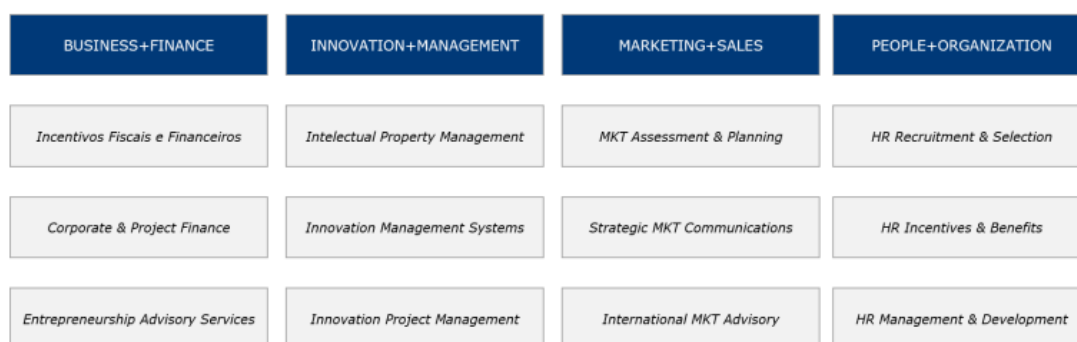 BUSINESS+FINANCE
INNOVATION+MANAGEMENT
MARKETING+SALES
PEOPLE+ORGANIZATION
Incentivos Fiscais e Financeiros
Intelectual Property Management
MKT Assessment & Planning
HR Recruitment & Selection
Corporate & Project Finance
Innovation Management Systems
Strategic MKT Communications
HR Incentives & Benefits
Entrepreneurship Advisory Services
Innovation Project Management
International MKT Advisory
HR Management & Development